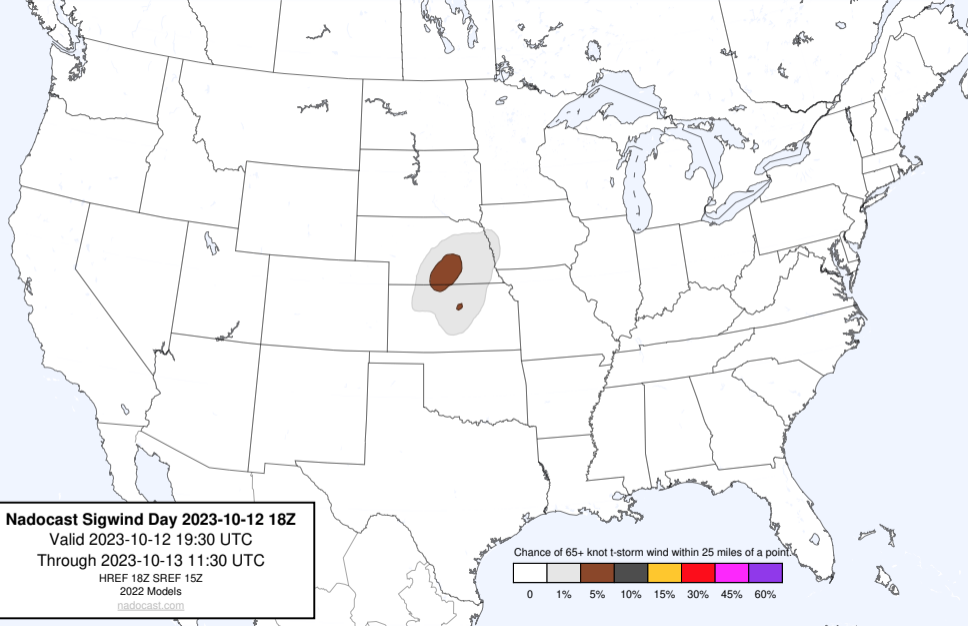 Nadocast Sigwind Day 2023-10-12 18Z
Valid 2023-10-12 19:30 UTC
Through 2023-10-13 11:30 UTC
HREF 18Z SREF 15Z
2022 Models
nadocast.com
Chance of 65+ knot t-storm wind within 25 miles of a point.
0 1% 5% 10% 15% 30% 45% 60%